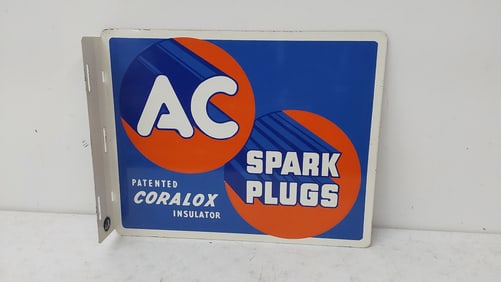 AC
SPARK
PLUGS
PATENTED
CORALOX
INSULATOR